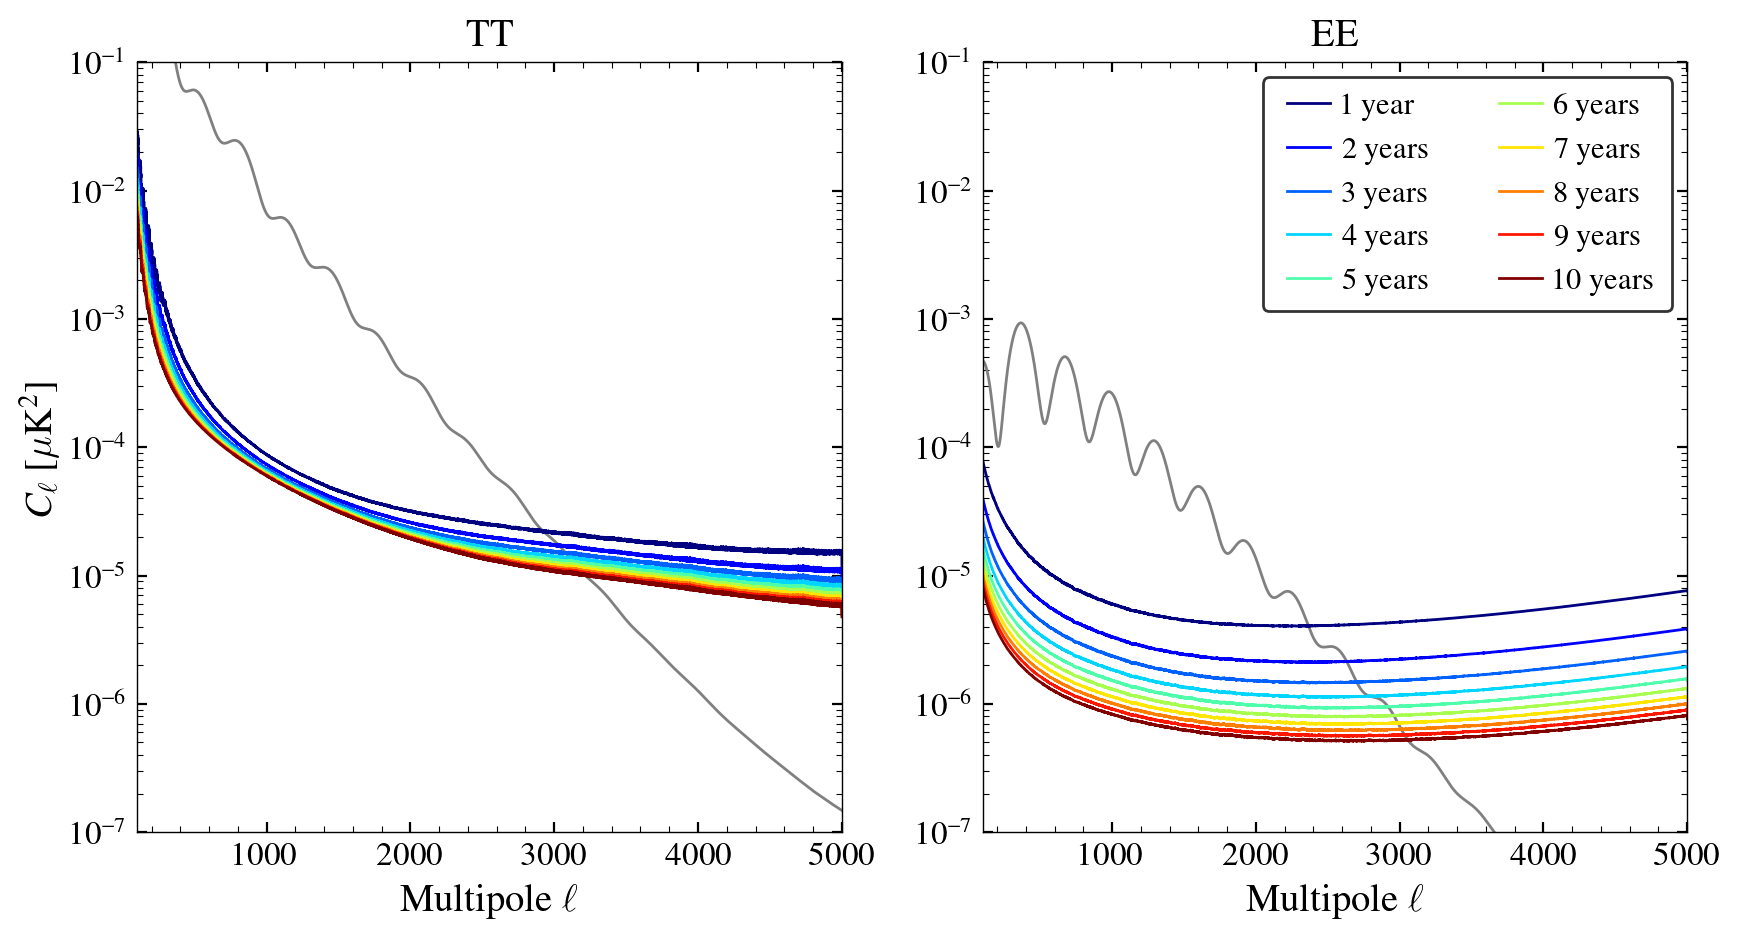 TT
10⁻¹
10⁻²
10⁻³
10⁻⁴
10⁻⁵
10⁻⁶
10⁻⁷
C_ℓ [μK²]
1000 2000 3000 4000 5000
Multipole ℓ
EE
10⁻¹
10⁻²
10⁻³
10⁻⁴
10⁻⁵
10⁻⁶
10⁻⁷
1 year
2 years
3 years
4 years
5 years
6 years
7 years
8 years
9 years
10 years
1000 2000 3000 4000 5000
Multipole ℓ